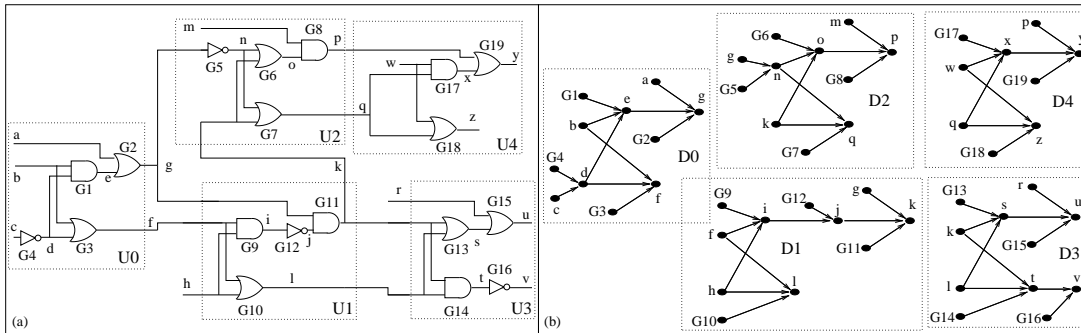 m
n
G5
G6
o
G8
p
G7
U2
w
G17
x
G19
y
q
z
G18
U4
a
b
G1
e
G2
c
G4
d
G3
U0
g
f
k
G9
i
G12
j
G11
h
G10
l
U1
r
G15
u
G13
s
G16
t
v
G14
U3
(a)
a
G1
e
g
b
G2
G4
d
D0
c
G3
f
m
G6
o
p
g
n
G8
G5
D2
k
G7
q
G17
p
x
y
w
G19
D4
q
G18
z
G9
g
i
G12
j
k
f
G11
D1
h
l
G10
G13
r
s
u
k
G15
D3
l
t
v
G14
G16
(b)